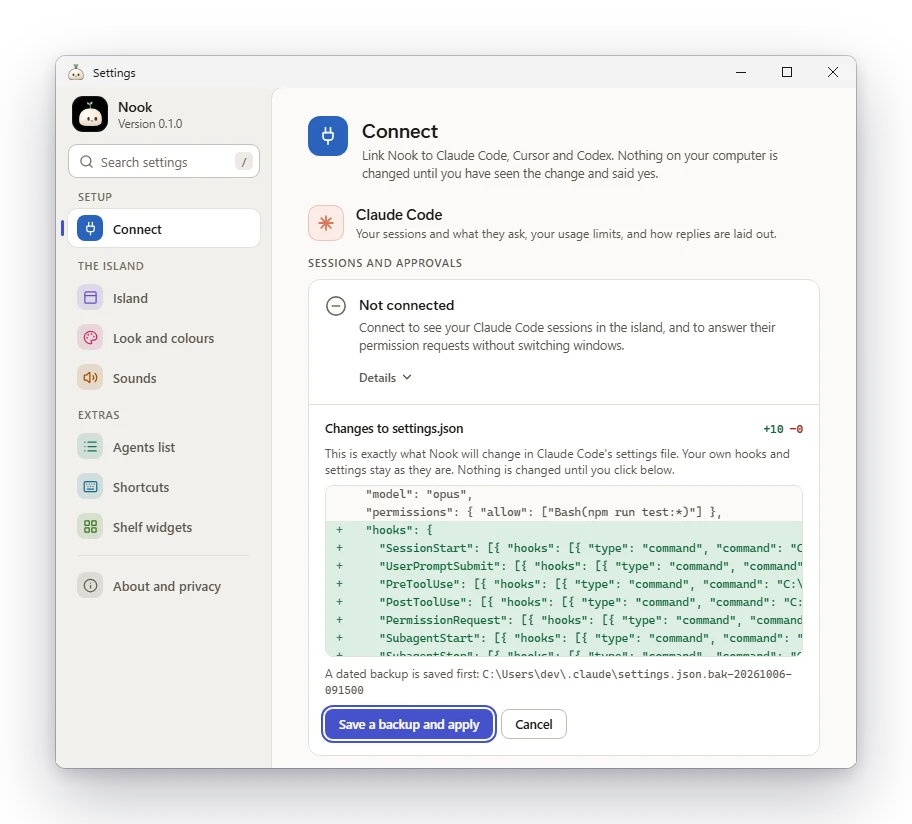 Settings
Nook
Version 0.1.0
Search settings /
SETUP
Connect
THE ISLAND
Island
Look and colours
Sounds
EXTRAS
Agents list
Shortcuts
Shelf widgets
About and privacy
Connect
Link Nook to Claude Code, Cursor and Codex. Nothing on your computer is
changed until you have seen the change and said yes.
Claude Code
Your sessions and what they ask, your usage limits, and how replies are laid out.
SESSIONS AND APPROVALS
Not connected
Connect to see your Claude Code sessions in the island, and to answer their
permission requests without switching windows.
Details
Changes to settings.json +10 −0
This is exactly what Nook will change in Claude Code's settings file. Your own hooks and
settings stay as they are. Nothing is changed until you click below.
"model": "opus",
"permissions": { "allow": ["Bash(npm run test:*)"] },
+ "hooks": {
+ "SessionStart": [{ "hooks": [{ "type": "command", "command": "C
+ "UserPromptSubmit": [{ "hooks": [{ "type": "command", "command"
+ "PreToolUse": [{ "hooks": [{ "type": "command", "command": "C:\
+ "PostToolUse": [{ "hooks": [{ "type": "command", "command": "C:
+ "PermissionRequest": [{ "hooks": [{ "type": "command", "command
+ "SubagentStart": [{ "hooks": [{ "type": "command", "command": "
+ "SubagentStop": [{ "hooks": [{ "type": "command", "command": "C
A dated backup is saved first: C:\Users\dev\.claude\settings.json.bak-20261006-
091500
Save a backup and apply
Cancel